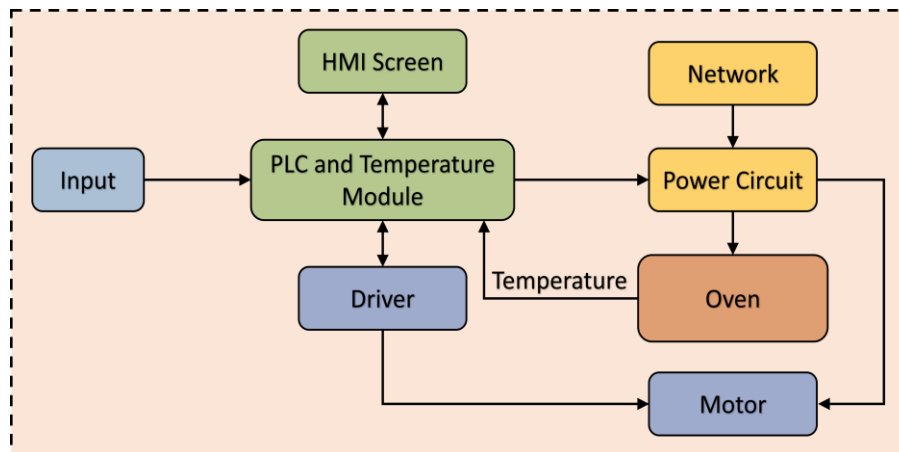 HMI Screen
Network
Input
PLC and Temperature
Module
Power Circuit
Driver
Temperature
Oven
Motor